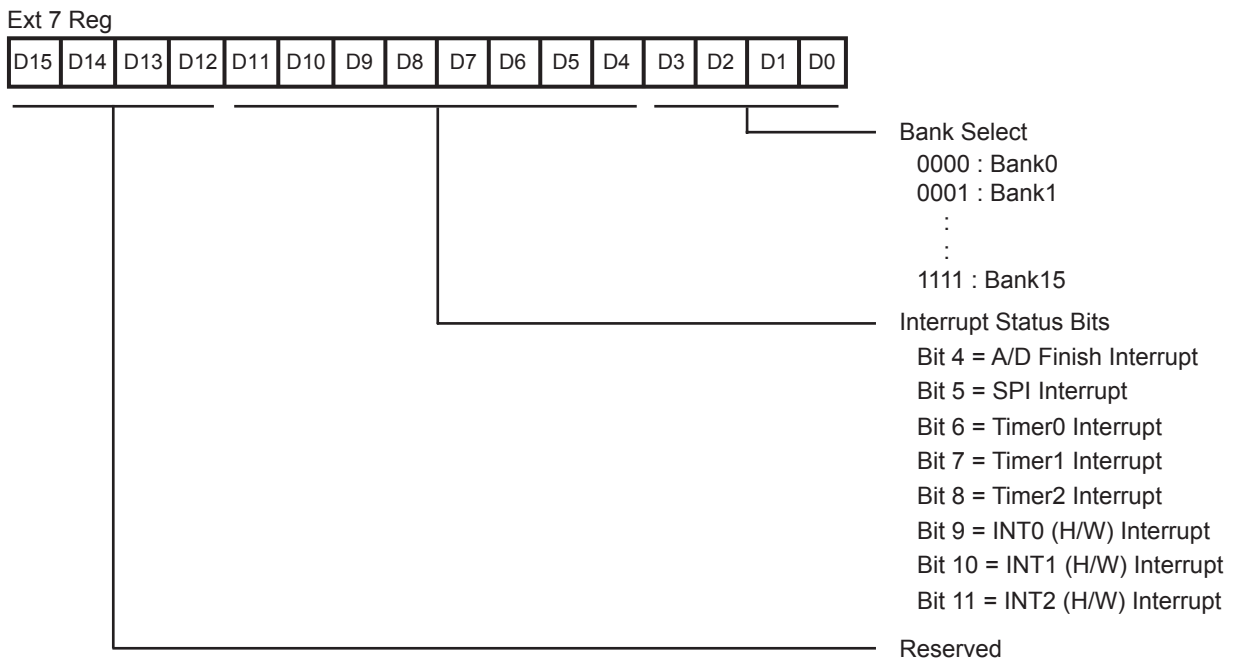 Ext 7 Reg
D15 D14 D13 D12 D11 D10 D9 D8 D7 D6 D5 D4 D3 D2 D1 D0
Bank Select
0000 : Bank0
0001 : Bank1
:
:
1111 : Bank15
Interrupt Status Bits
Bit 4 = A/D Finish Interrupt
Bit 5 = SPI Interrupt
Bit 6 = Timer0 Interrupt
Bit 7 = Timer1 Interrupt
Bit 8 = Timer2 Interrupt
Bit 9 = INT0 (H/W) Interrupt
Bit 10 = INT1 (H/W) Interrupt
Bit 11 = INT2 (H/W) Interrupt
Reserved